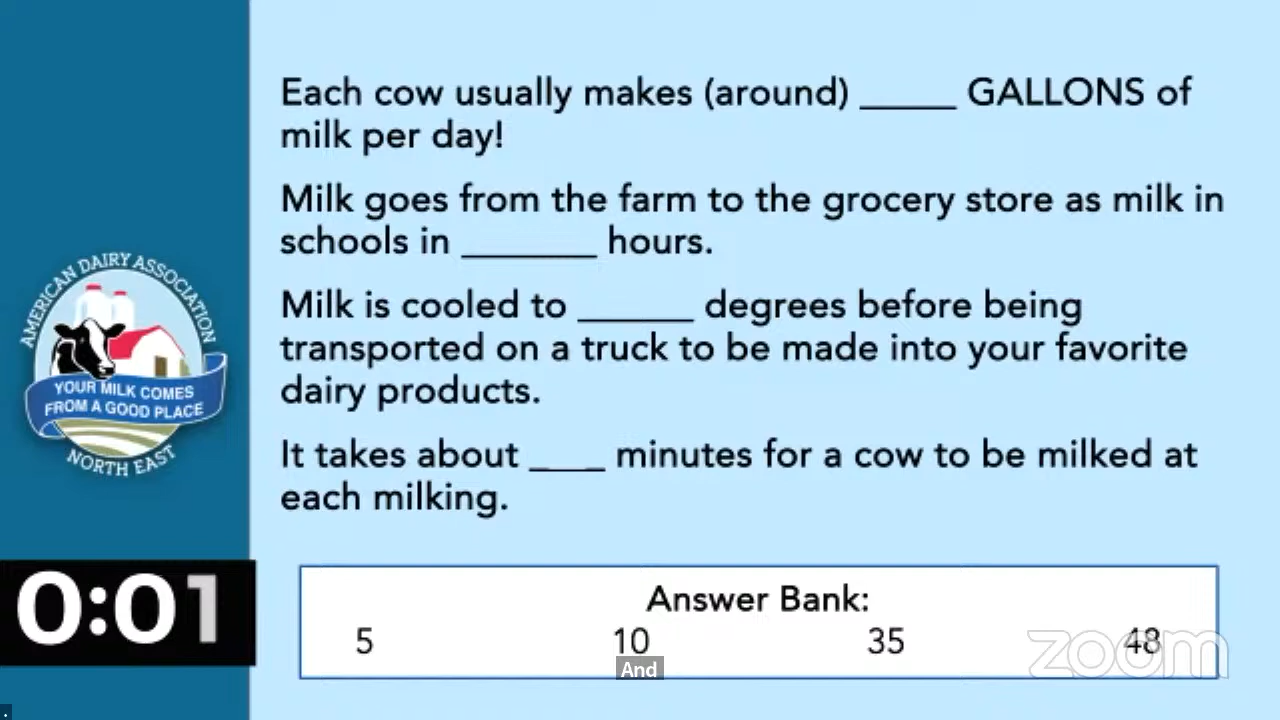 Each cow usually makes (around) _____ GALLONS of
milk per day!
Milk goes from the farm to the grocery store as milk in
schools in _______ hours.
Milk is cooled to ______ degrees before being
transported on a truck to be made into your favorite
dairy products.
It takes about ____ minutes for a cow to be milked at
each milking.
AMERICAN DAIRY ASSOCIATION
YOUR MILK COMES
FROM A GOOD PLACE
NORTH EAST
0:01
Answer Bank:
5 10 35 48
zoom
And